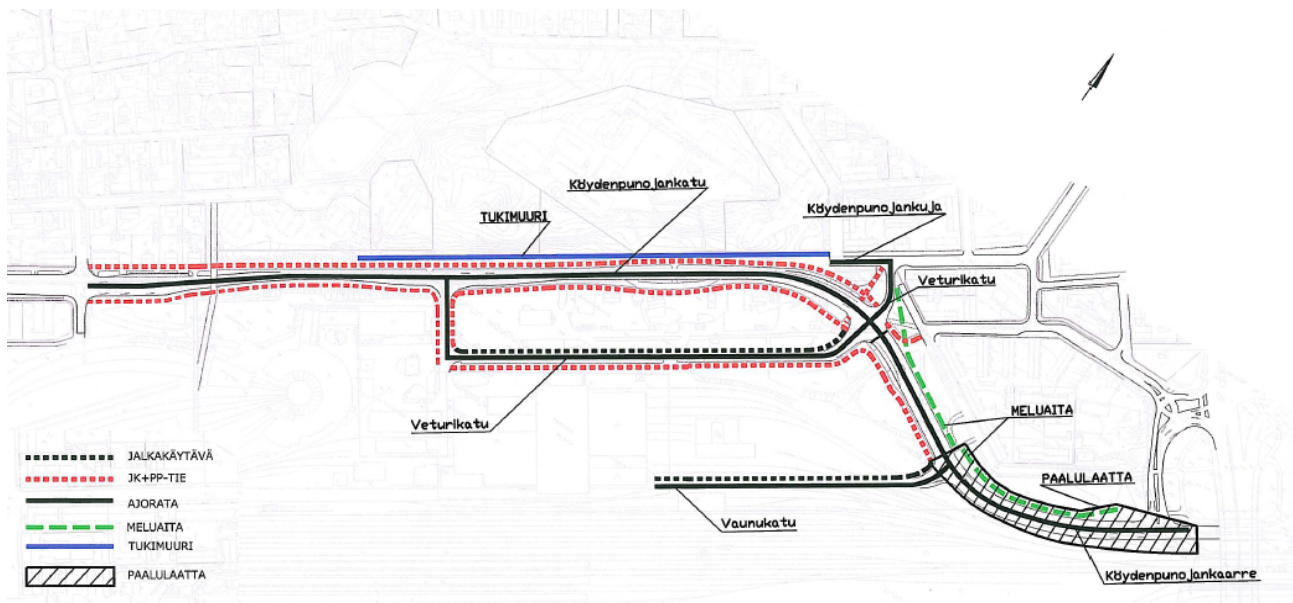 Köydenpunojankatu
TUKIMUURI
Köydenpunojankuja
Veturikatu
Veturikatu
MELUAITA
PAALULAATTA
Vaunukatu
Köydenpunojankaarre
JALKAKÄYTÄVÄ
JK+PP-TIE
AJORATA
MELUAITA
TUKIMUURI
PAALULAATTA